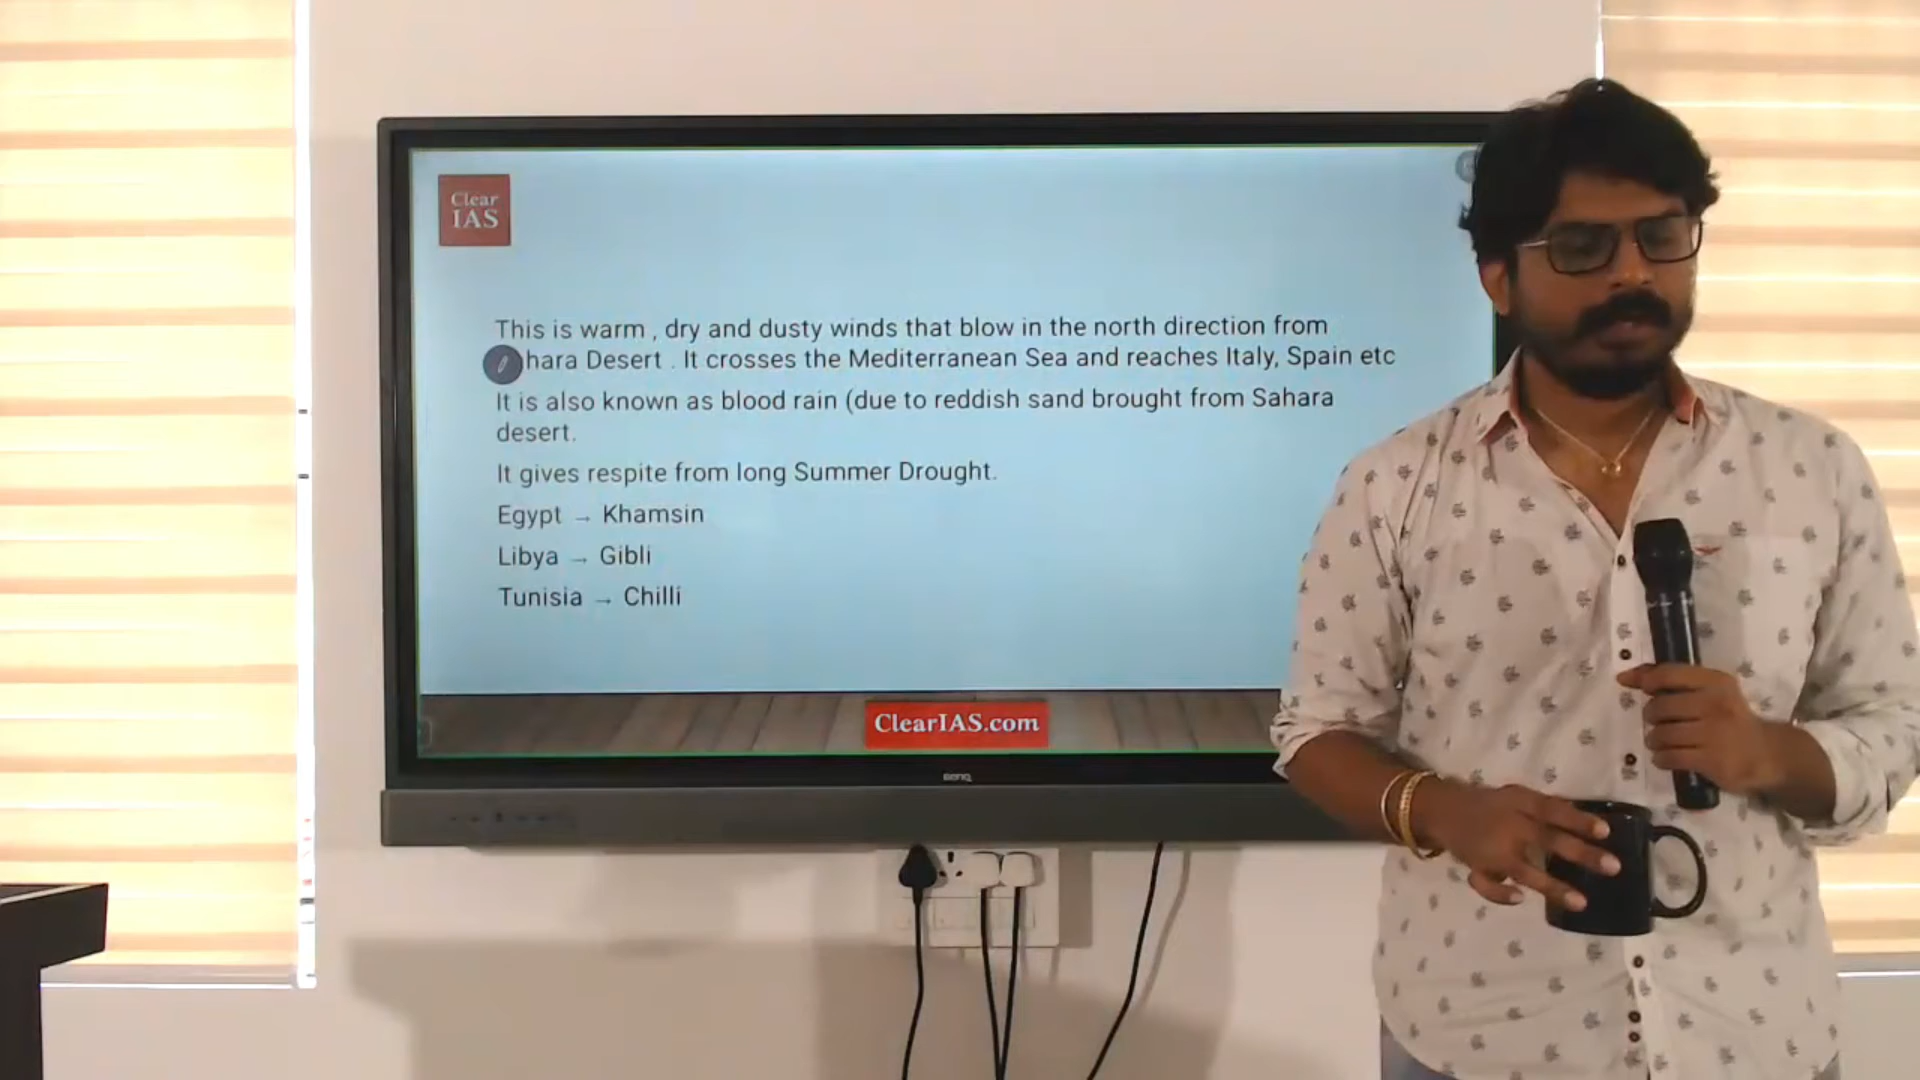 Clear
IAS
This is warm , dry and dusty winds that blow in the north direction from
hara Desert . It crosses the Mediterranean Sea and reaches Italy, Spain etc
It is also known as blood rain (due to reddish sand brought from Sahara
desert.
It gives respite from long Summer Drought.
Egypt → Khamsin
Libya → Gibli
Tunisia → Chilli
ClearIAS.com
BenQ